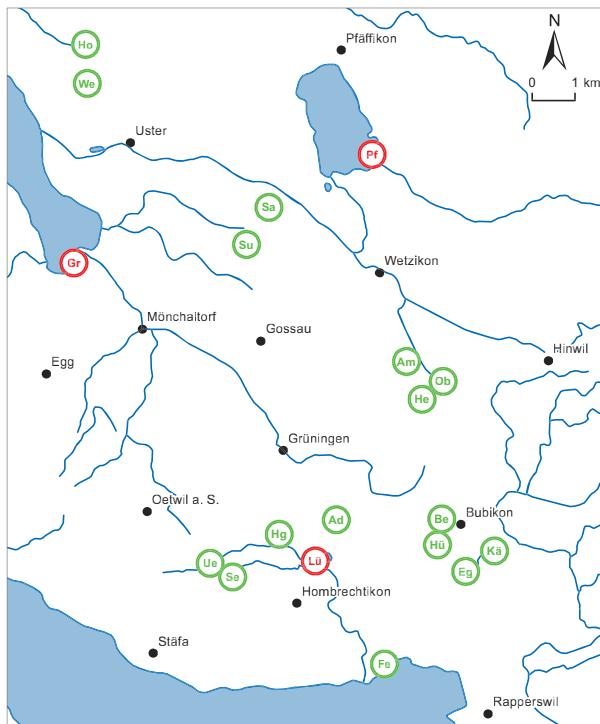 Ho
Pfäffikon
N
We
0 1 km
Uster
Pf
Sa
Su
Gr
Wetzikon
Mönchaltorf
Gossau
Hinwil
Egg
Am
Ob
He
Grüningen
Oetwil a. S.
Ad
Be
Bubikon
Hg
Hü
Kä
Ue
Se
Lü
Eg
Hombrechtikon
Stäfa
Fe
Rapperswil